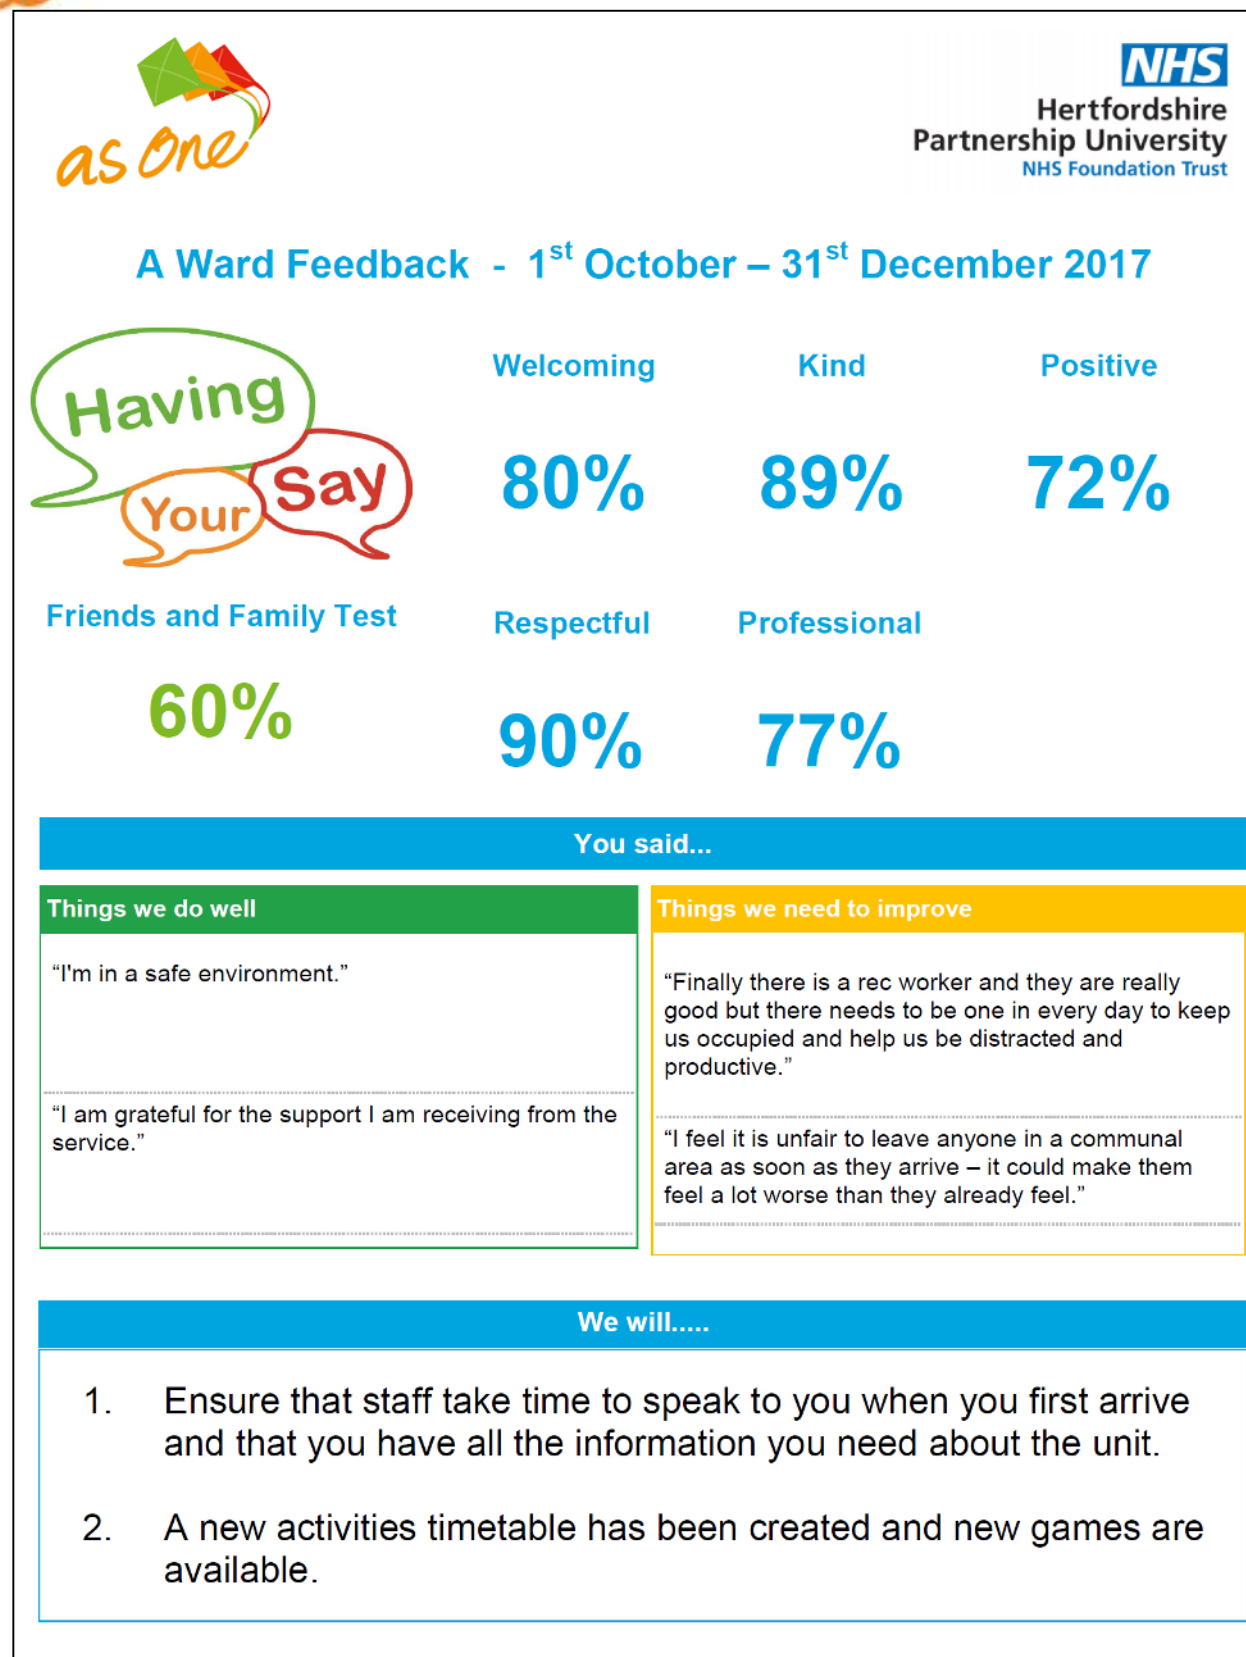 as one
NHS
Hertfordshire
Partnership University
NHS Foundation Trust
A Ward Feedback - 1st October – 31st December 2017
Having
Your
Say
Welcoming
Kind
Positive
80%
89%
72%
Friends and Family Test
Respectful
Professional
60%
90%
77%
You said...
Things we do well
“I'm in a safe environment.”
“I am grateful for the support I am receiving from the
service.”
Things we need to improve
“Finally there is a rec worker and they are really
good but there needs to be one in every day to keep
us occupied and help us be distracted and
productive.”
“I feel it is unfair to leave anyone in a communal
area as soon as they arrive – it could make them
feel a lot worse than they already feel.”
We will.....
1. Ensure that staff take time to speak to you when you first arrive
and that you have all the information you need about the unit.
2. A new activities timetable has been created and new games are
available.